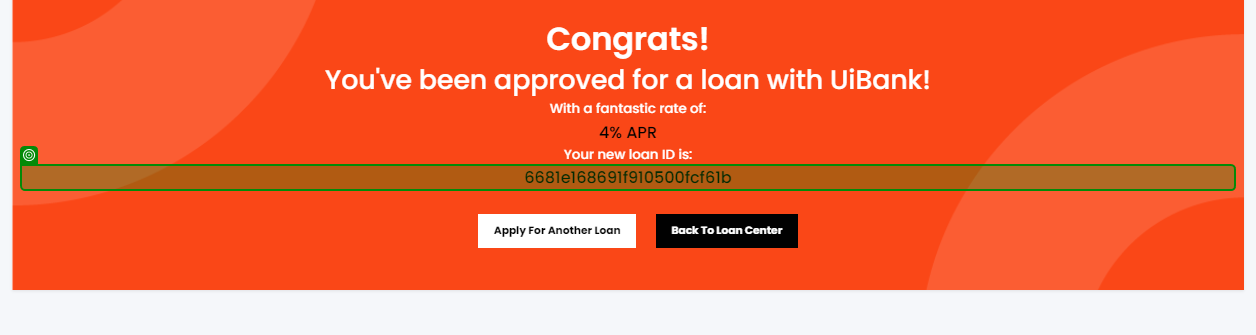 Congrats!
You've been approved for a loan with UiBank!
With a fantastic rate of:
4% APR
Your new loan ID is:
6681e168691f910500fcf61b
Apply For Another Loan
Back To Loan Center